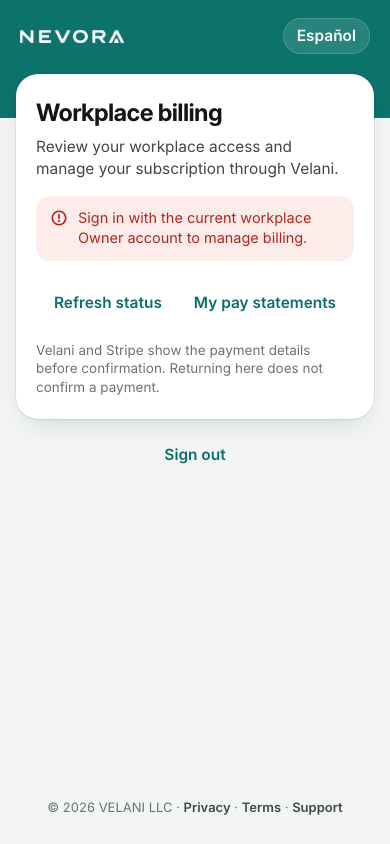 NEVORA
Español
Workplace billing
Review your workplace access and
manage your subscription through Velani.
Sign in with the current workplace
Owner account to manage billing.
Refresh status
My pay statements
Velani and Stripe show the payment details
before confirmation. Returning here does not
confirm a payment.
Sign out
© 2026 VELANI LLC · Privacy · Terms · Support